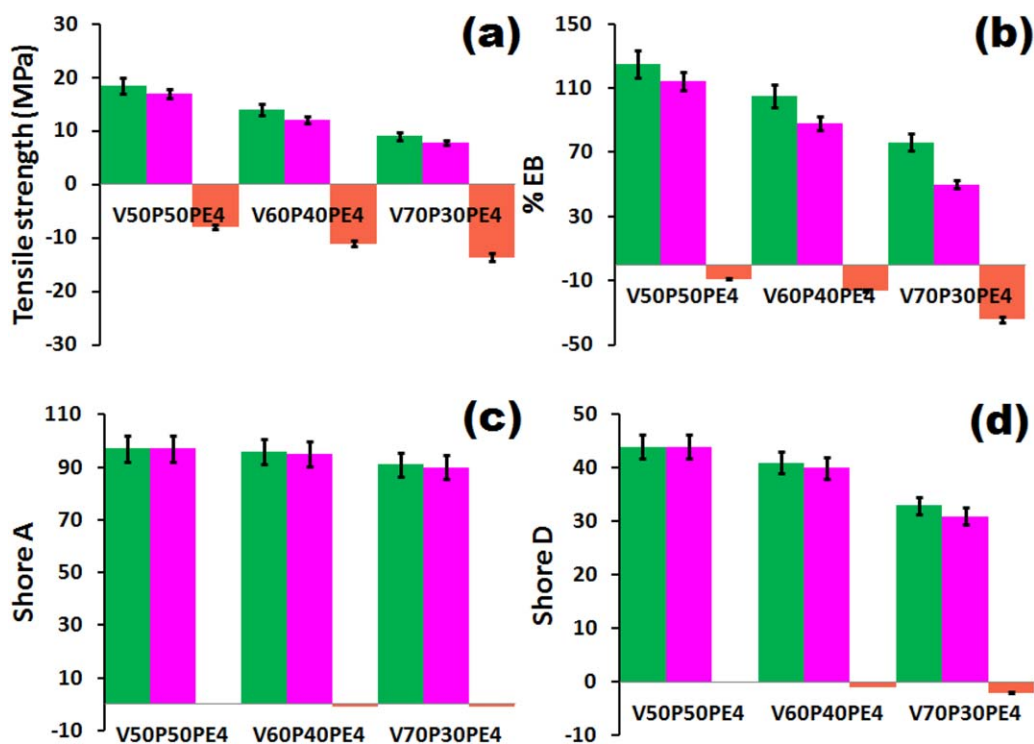 (a)
Tensile strength (MPa)
30
20
10
0
-10
-20
-30
V50P50PE4 V60P40PE4 V70P30PE4
(b)
% EB
150
110
70
30
-10
-50
V50P50PE4 V60P40PE4 V70P30PE4
(c)
Shore A
110
90
70
50
30
10
-10
V50P50PE4 V60P40PE4 V70P30PE4
(d)
Shore D
50
40
30
20
10
0
-10
V50P50PE4 V60P40PE4 V70P30PE4